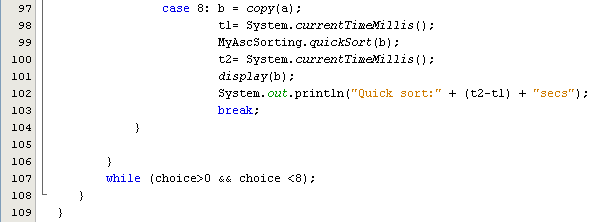 97 case 8: b = copy(a);
98 t1= System.currentTimeMillis();
99 MyAscSorting.quickSort(b);
100 t2= System.currentTimeMillis();
101 display(b);
102 System.out.println("Quick sort:" + (t2-t1) + "secs");
103 break;
104 }
105
106 }
107 while (choice>0 && choice <8);
108 }
109 }